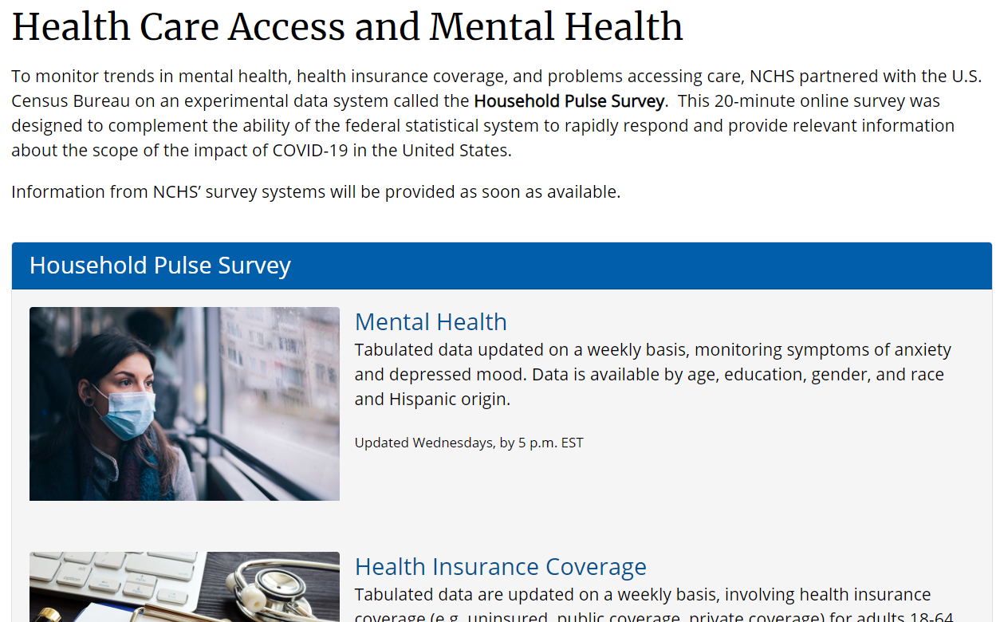 Health Care Access and Mental Health
To monitor trends in mental health, health insurance coverage, and problems accessing care, NCHS partnered with the U.S.
Census Bureau on an experimental data system called the Household Pulse Survey.  This 20-minute online survey was
designed to complement the ability of the federal statistical system to rapidly respond and provide relevant information
about the scope of the impact of COVID-19 in the United States.
Information from NCHS’ survey systems will be provided as soon as available.
Household Pulse Survey
Mental Health
Tabulated data updated on a weekly basis, monitoring symptoms of anxiety
and depressed mood. Data is available by age, education, gender, and race
and Hispanic origin.
Updated Wednesdays, by 5 p.m. EST
Health Insurance Coverage
Tabulated data are updated on a weekly basis, involving health insurance
coverage (e.g. uninsured, public coverage, private coverage) for adults 18-64